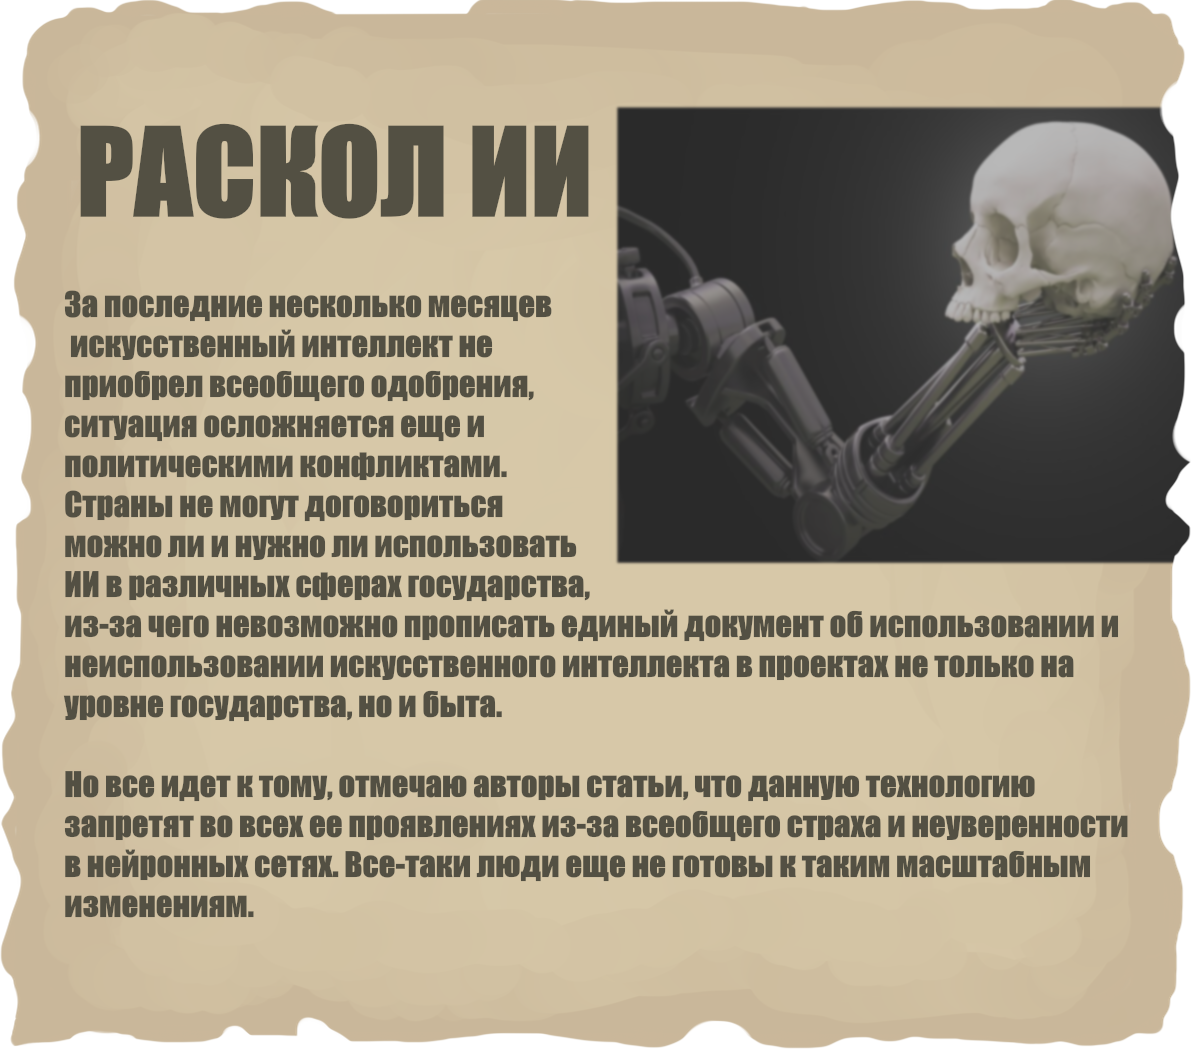 РАСКОЛ ИИ
За последние несколько месяцев
искусственный интеллект не
приобрел всеобщего одобрения,
ситуация осложняется еще и
политическими конфликтами.
Страны не могут договориться
можно ли и нужно ли использовать
ИИ в различных сферах государства,
из-за чего невозможно прописать единый документ об использовании и
неиспользовании искусственного интеллекта в проектах не только на
уровне государства, но и быта.
Но все идет к тому, отмечаю авторы статьи, что данную технологию
запретят во всех ее проявлениях из-за всеобщего страха и неуверенности
в нейронных сетях. Все-таки люди еще не готовы к таким масштабным
изменениям.